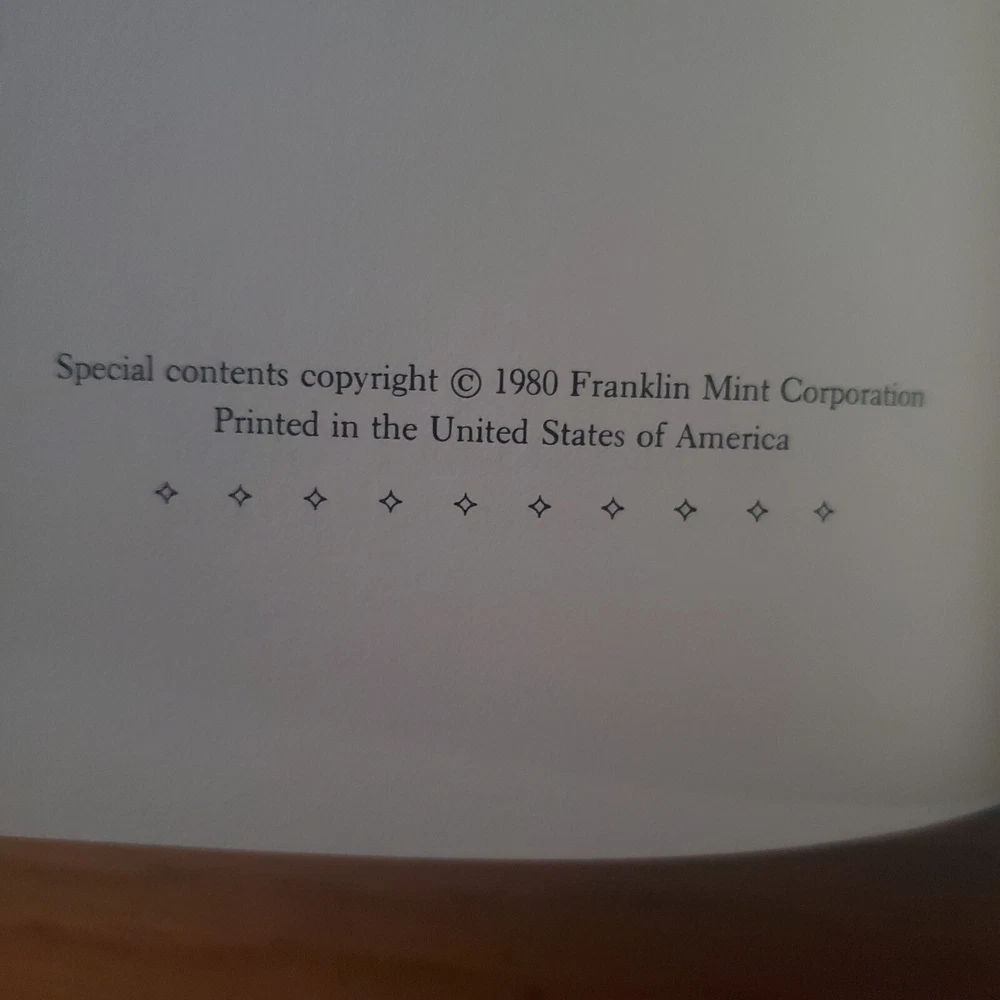 Special contents copyright © 1980 Franklin Mint Corporation
Printed in the United States of America